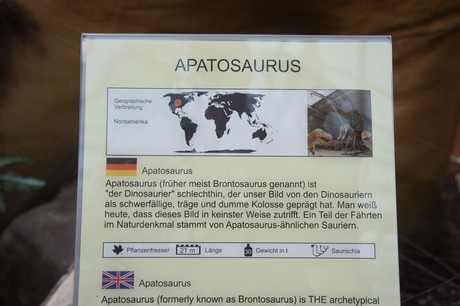 APATOSAURUS
Geographische
Verbreitung
Nordamerika
Apatosaurus
Apatosaurus (früher meist Brontosaurus genannt) ist
"der Dinosaurier" schlechthin, der unser Bild von den Dinosauriern
als schwerfällige, träge und dumme Kolosse geprägt hat. Man weiß
heute, dass dieses Bild in keinster Weise zutrifft. Ein Teil der Fährten
im Naturdenkmal stammt von Apatosaurus-ähnlichen Sauriern.
Pflanzenfresser 21 m Länge 30 Gewicht in t Saurischia
Apatosaurus
Apatosaurus (formerly known as Brontosaurus) is THE archetypical